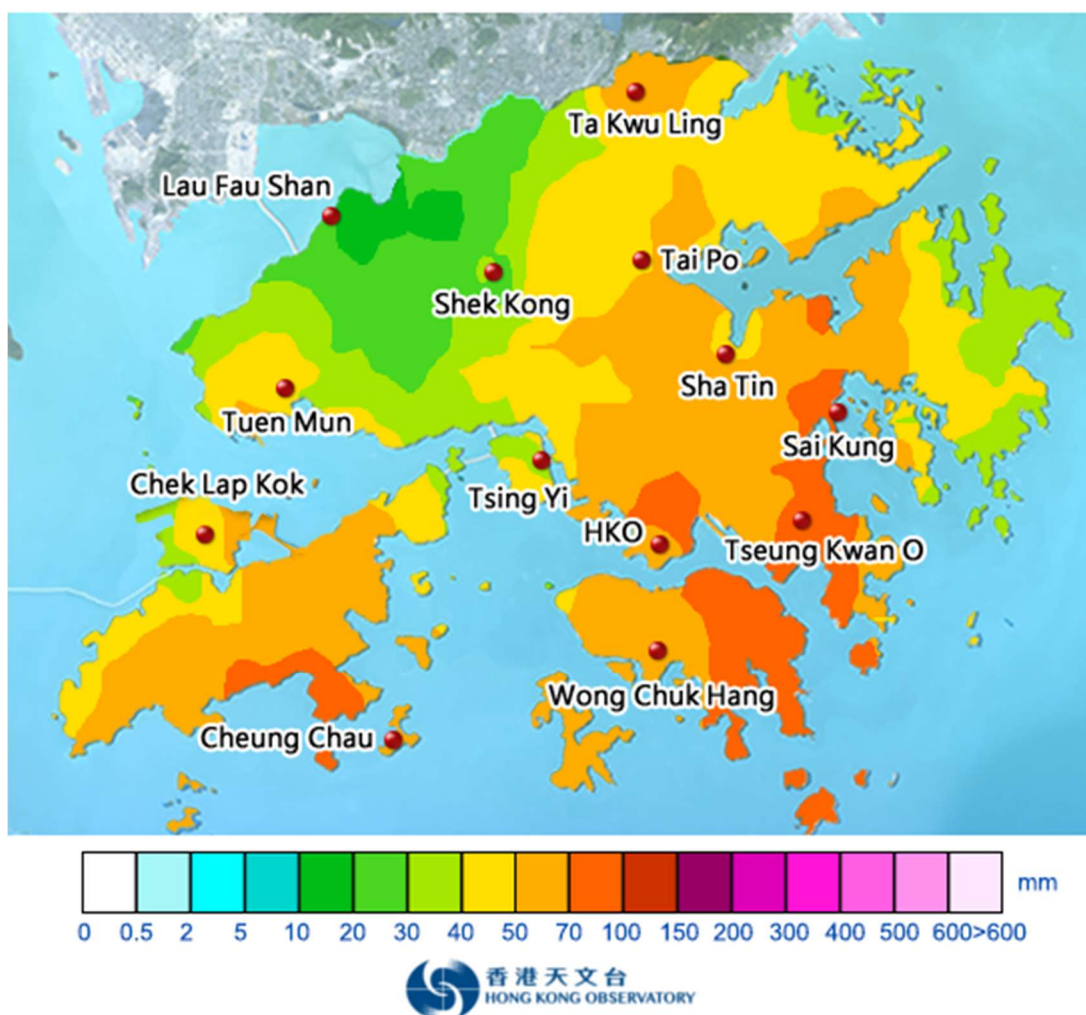 Ta Kwu Ling
Lau Fau Shan
Tai Po
Shek Kong
Sha Tin
Tuen Mun
Sai Kung
Chek Lap Kok
Tsing Yi
HKO
Tseung Kwan O
Wong Chuk Hang
Cheung Chau
mm
0 0.5 2 5 10 20 30 40 50 70 100 150 200 300 400 500 600>600
香港天文台
HONG KONG OBSERVATORY